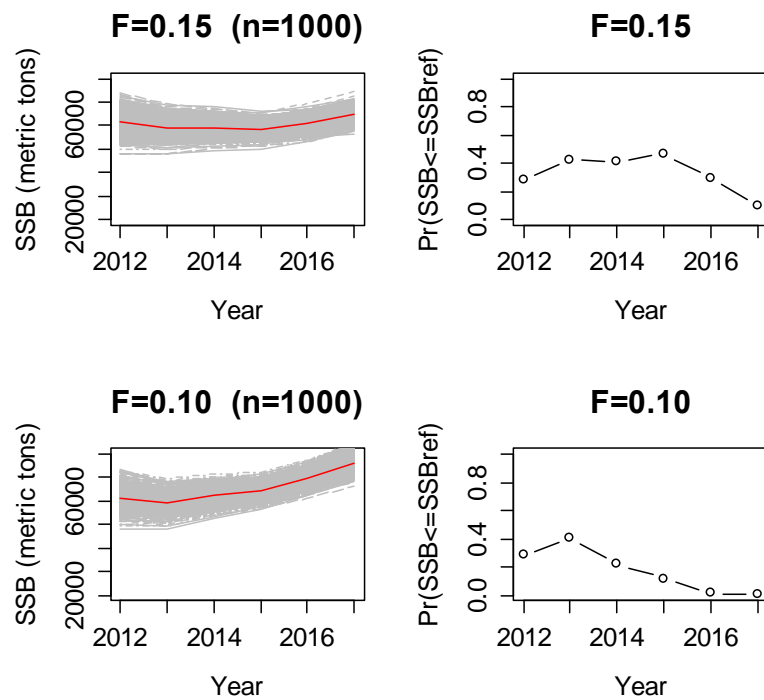 F=0.15 (n=1000)
SSB (metric tons)
60000
20000
2012
2014
2016
Year
F=0.15
Pr(SSB<=SSBref)
0.8
0.4
0.0
2012
2014
2016
Year
F=0.10 (n=1000)
SSB (metric tons)
60000
20000
2012
2014
2016
Year
F=0.10
Pr(SSB<=SSBref)
0.8
0.4
0.0
2012
2014
2016
Year